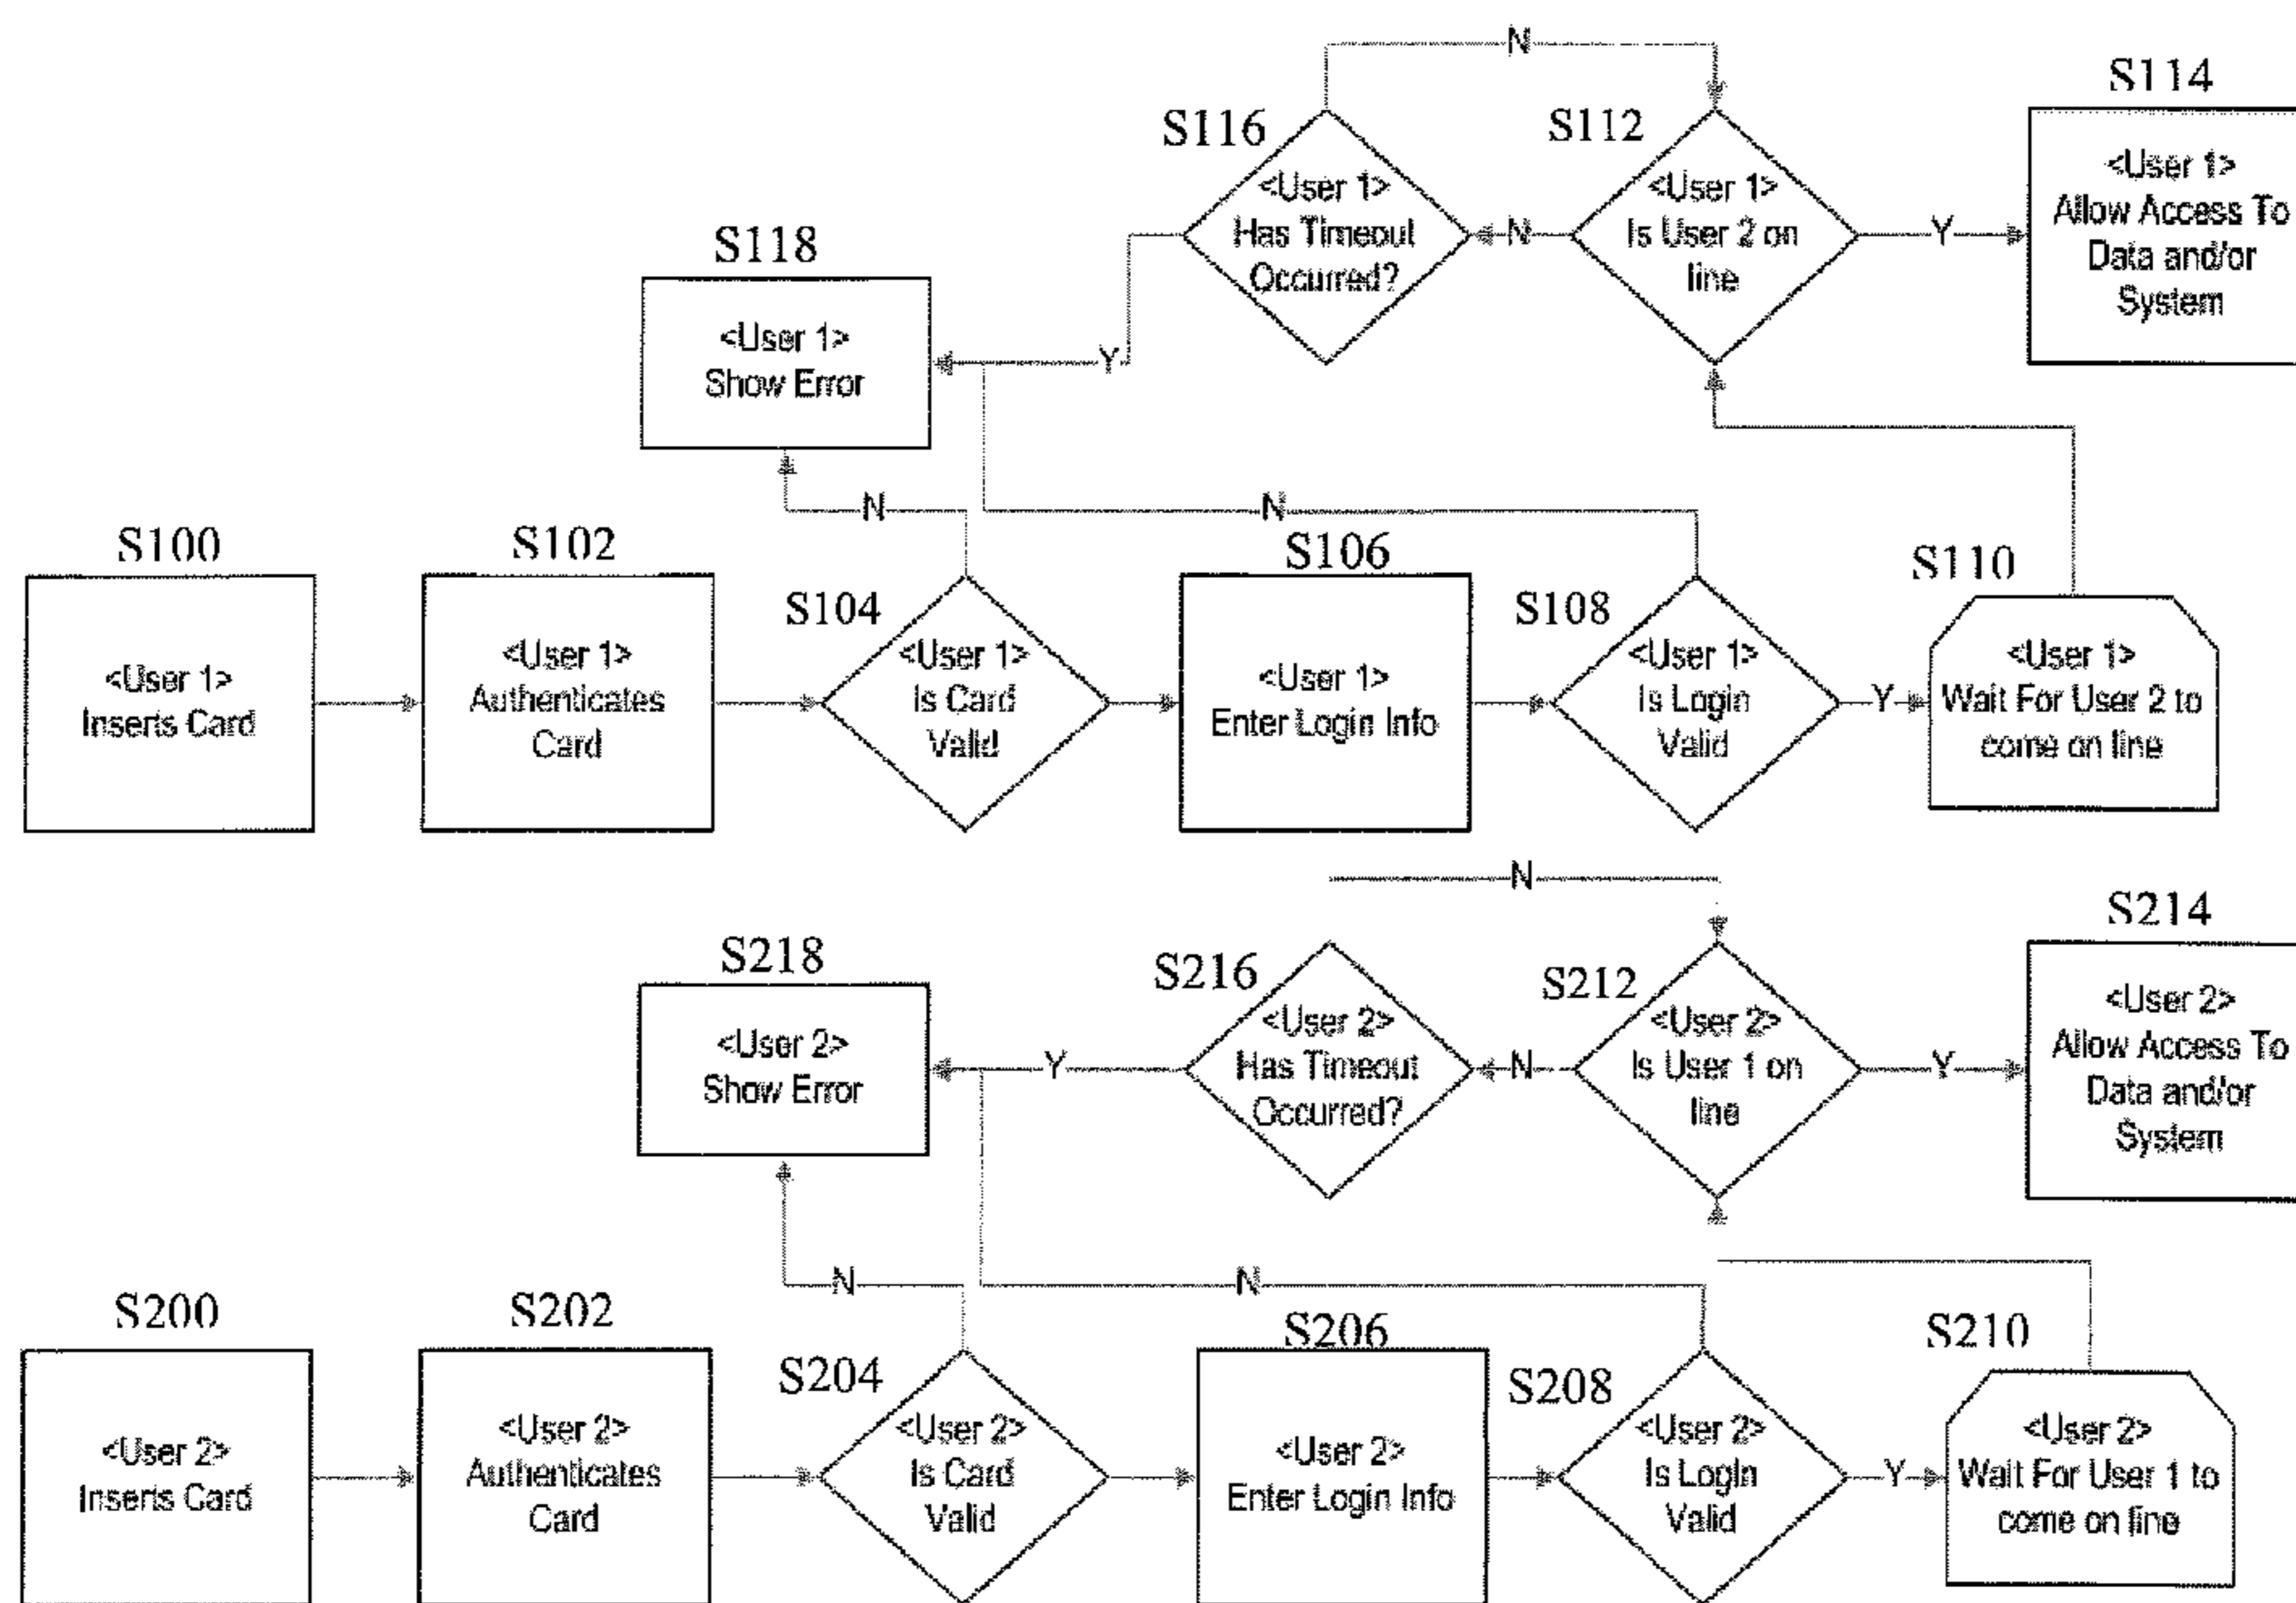 N
S114
S116
S112
<User 1>
Allow Access To
Data and/or
System
<User 1>
Has Timeout
Occurred?
N
<User 1>
Is User 2 on
line
Y
S118
<User 1>
Show Error
Y
N
N
S100
S102
S106
S110
S104
S108
<User 1>
Inserts Card
<User 1>
Authenticates
Card
<User 1>
Is Card
Valid
<User 1>
Enter Login Info
<User 1>
Is Login
Valid
Y
<User 1>
Wait For User 2 to
come on line
N
S214
S218
S216
S212
<User 2>
Show Error
Y
<User 2>
Has Timeout
Occurred?
N
<User 2>
Is User 1 on
line
Y
<User 2>
Allow Access To
Data and/or
System
N
N
S200
S202
S206
S210
S204
S208
<User 2>
Inserts Card
<User 2>
Authenticates
Card
<User 2>
Is Card
Valid
<User 2>
Enter Login Info
<User 2>
Is Login
Valid
Y
<User 2>
Wait For User 1 to
come on line